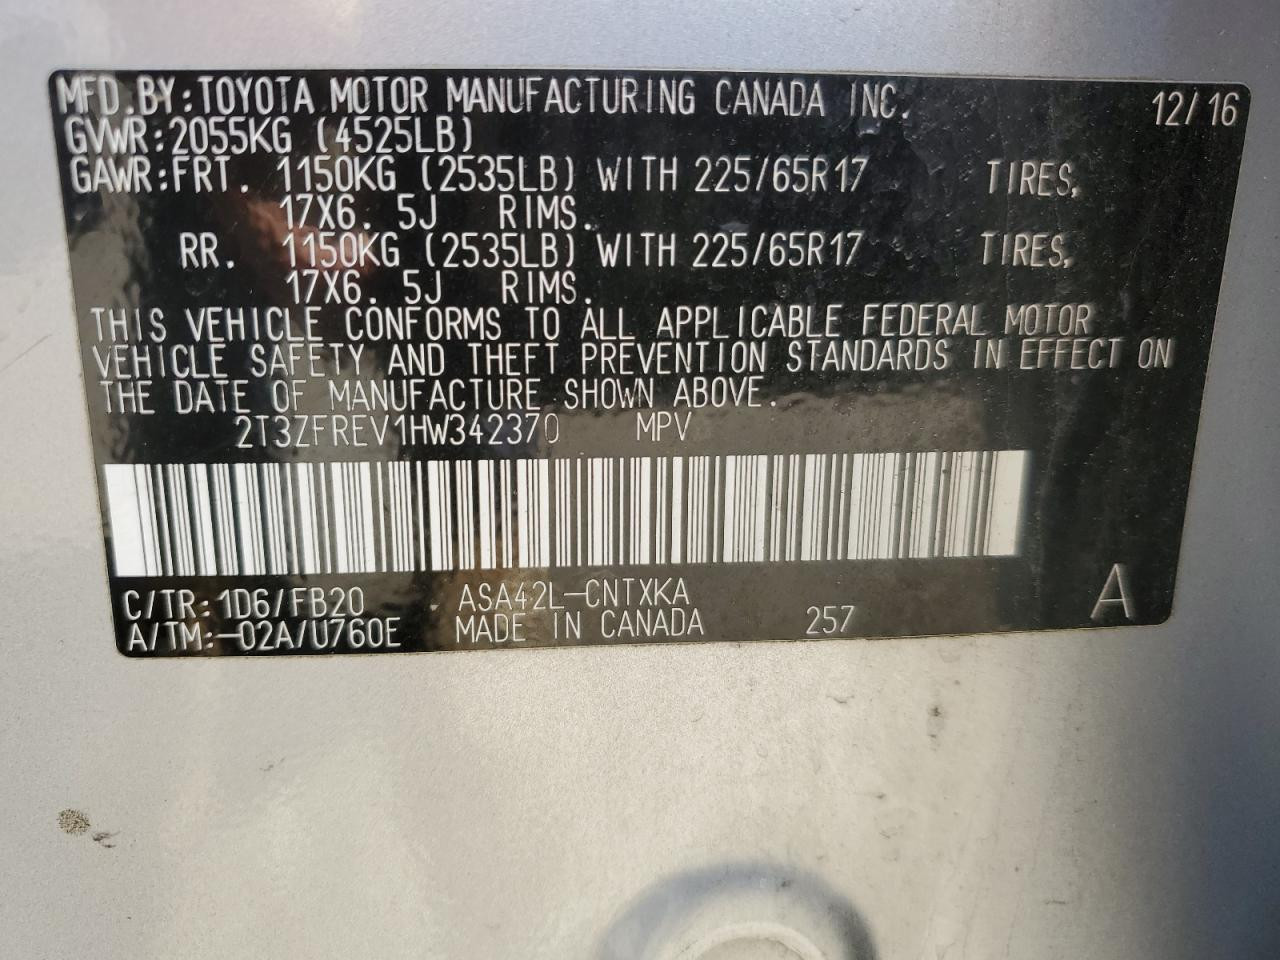 MFD.BY:TOYOTA MOTOR MANUFACTURING CANADA INC. 12/16
GVWR:2055KG (4525LB)
GAWR:FRT. 1150KG (2535LB) WITH 225/65R17 TIRES,
17X6.5J RIMS.
RR. 1150KG (2535LB) WITH 225/65R17 TIRES,
17X6.5J RIMS.
THIS VEHICLE CONFORMS TO ALL APPLICABLE FEDERAL MOTOR
VEHICLE SAFETY AND THEFT PREVENTION STANDARDS IN EFFECT ON
THE DATE OF MANUFACTURE SHOWN ABOVE.
2T3ZFREV1HW342370 MPV
C/TR:1D6/FB20 ASA42L-CNTXKA A
A/TM:-02A/U760E MADE IN CANADA 257